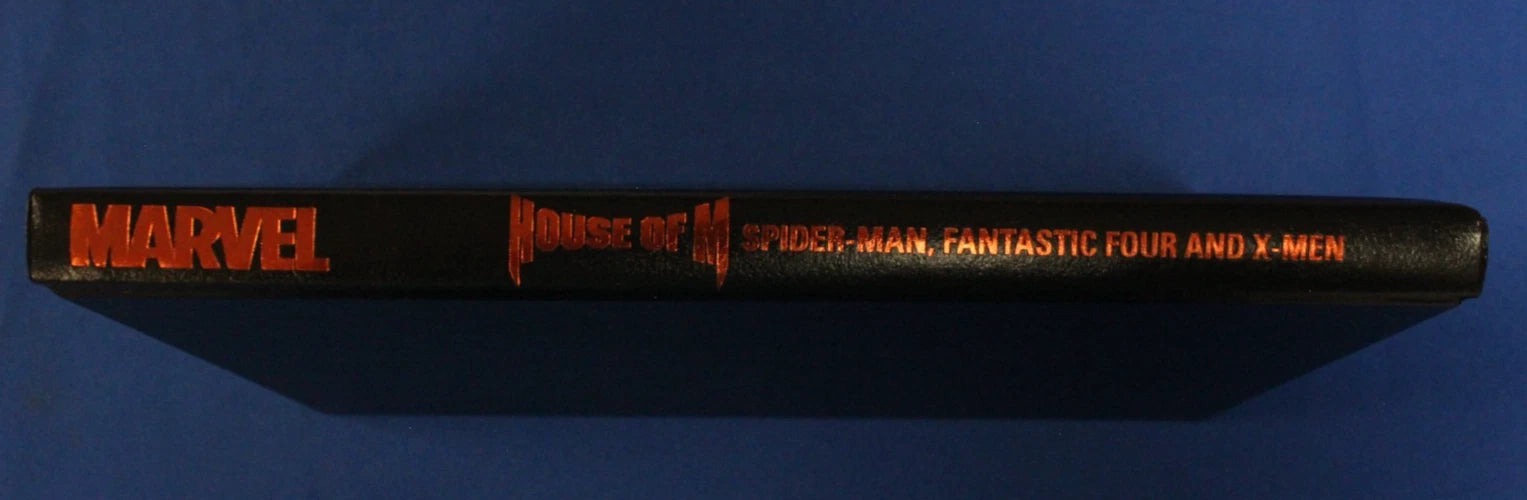 MARVEL HOUSE OF M SPIDER-MAN, FANTASTIC FOUR AND X-MEN